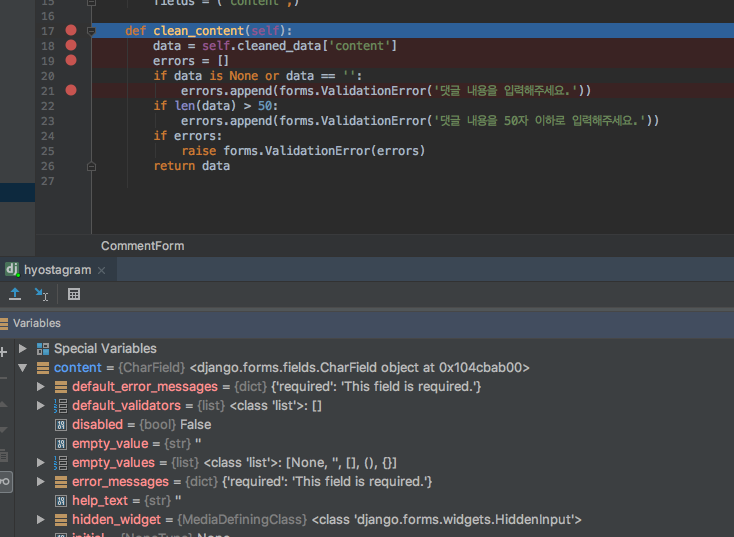 15 fields = ('content',)
16
17 def clean_content(self):
18 data = self.cleaned_data['content']
19 errors = []
20 if data is None or data == '':
21 errors.append(forms.ValidationError('댓글 내용을 입력해주세요.'))
22 if len(data) > 50:
23 errors.append(forms.ValidationError('댓글 내용을 50자 이하로 입력해주세요.'))
24 if errors:
25 raise forms.ValidationError(errors)
26 return data
27
CommentForm
dj hyostagram ×
Variables
Special Variables
content = {CharField} <django.forms.fields.CharField object at 0x104cbab00>
default_error_messages = {dict} {'required': 'This field is required.'}
default_validators = {list} <class 'list'>: []
disabled = {bool} False
empty_value = {str} ''
empty_values = {list} <class 'list'>: [None, '', [], (), {}]
error_messages = {dict} {'required': 'This field is required.'}
help_text = {str} ''
hidden_widget = {MediaDefiningClass} <class 'django.forms.widgets.HiddenInput'>
initial = {NoneType} None